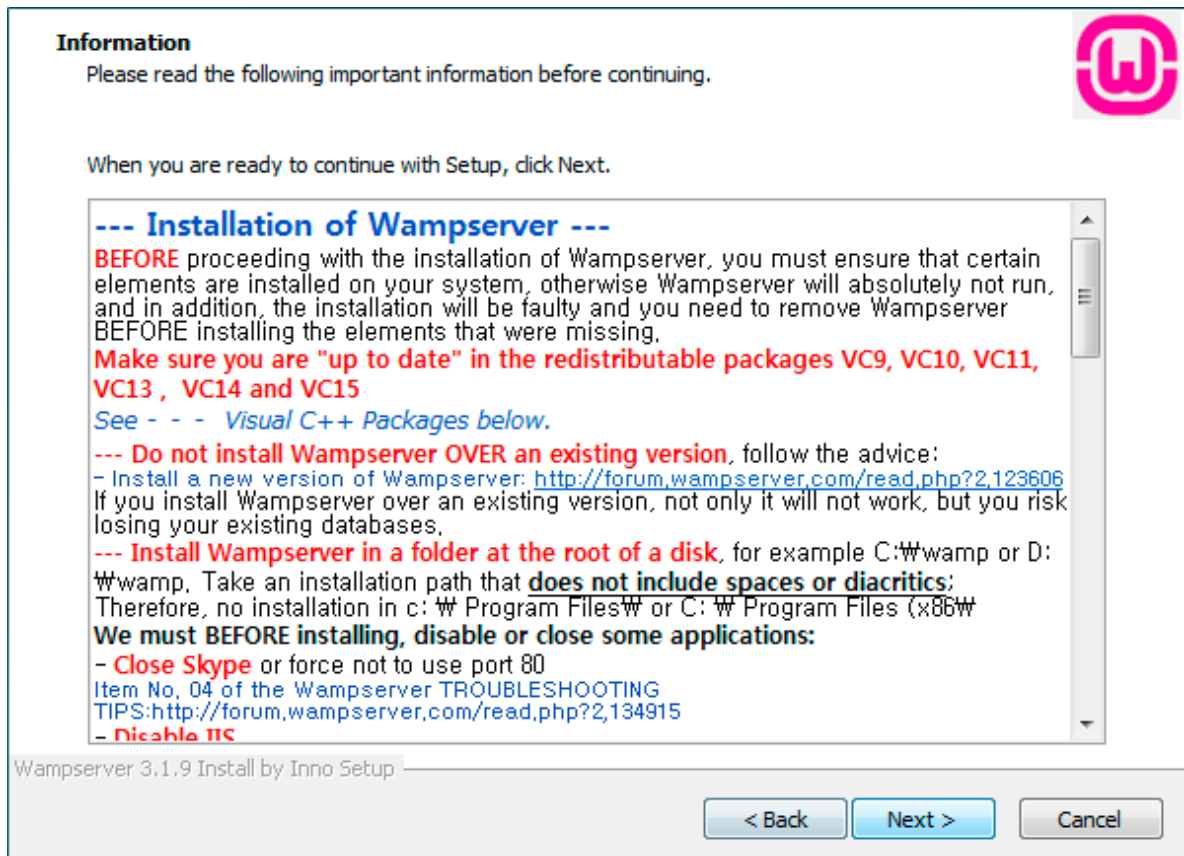 Information
Please read the following important information before continuing.
When you are ready to continue with Setup, click Next.
--- Installation of Wampserver ---
BEFORE proceeding with the installation of Wampserver, you must ensure that certain
elements are installed on your system, otherwise Wampserver will absolutely not run,
and in addition, the installation will be faulty and you need to remove Wampserver
BEFORE installing the elements that were missing.
Make sure you are "up to date" in the redistributable packages VC9, VC10, VC11,
VC13 ,  VC14 and VC15
See - - -  Visual C++ Packages below.
--- Do not install Wampserver OVER an existing version, follow the advice:
- Install a new version of Wampserver: http://forum.wampserver.com/read.php?2,123606
If you install Wampserver over an existing version, not only it will not work, but you risk
losing your existing databases.
--- Install Wampserver in a folder at the root of a disk, for example C:₩wamp or D:
₩wamp. Take an installation path that does not include spaces or diacritics;
Therefore, no installation in c: ₩ Program Files₩ or C: ₩ Program Files (x86₩
We must BEFORE installing, disable or close some applications:
- Close Skype or force not to use port 80
Item No. 04 of the Wampserver TROUBLESHOOTING
TIPS:http://forum.wampserver.com/read.php?2,134915
- Disable IIS
Wampserver 3.1.9 Install by Inno Setup
< Back
Next >
Cancel